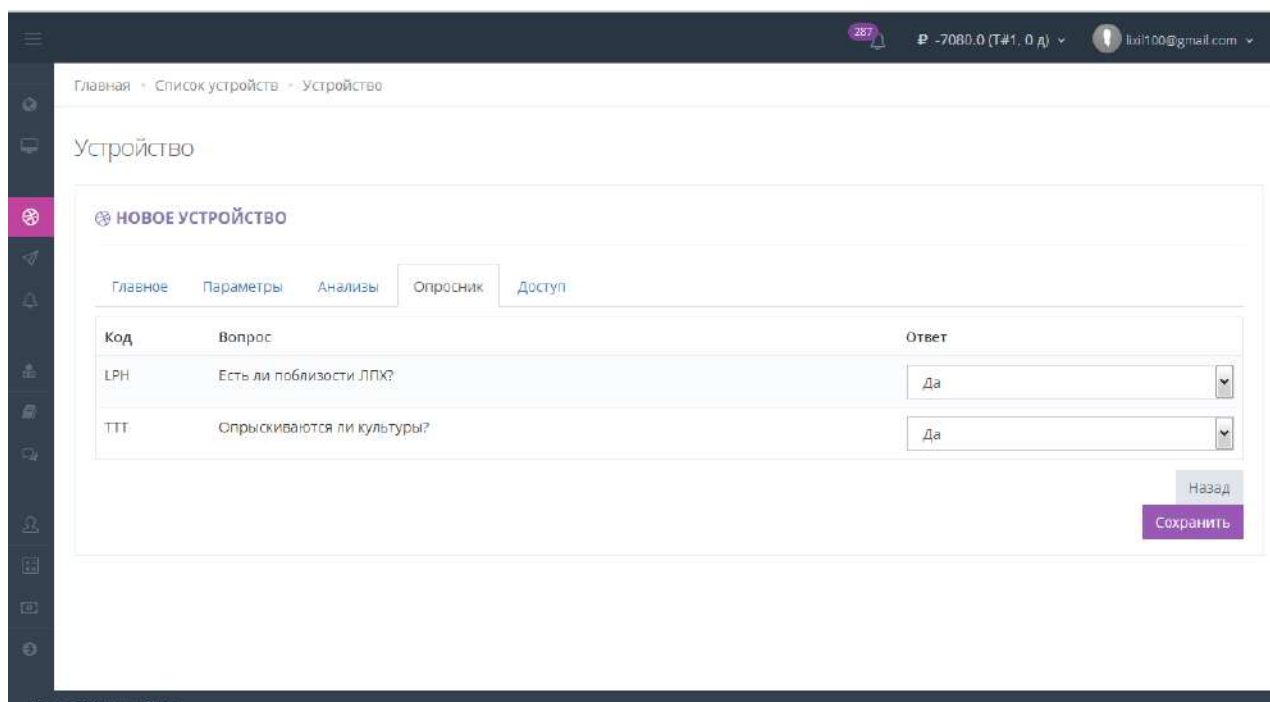 287 ₽ -7080.0 (T#1, 0 д) lixil100@gmail.com
Главная Список устройств Устройство
Устройство
НОВОЕ УСТРОЙСТВО
Главное Параметры Анализы Опросник Доступ
Код Вопрос Ответ
LPH Есть ли поблизости ЛПХ? Да
TTT Опрыскиваются ли культуры? Да
Назад
Сохранить